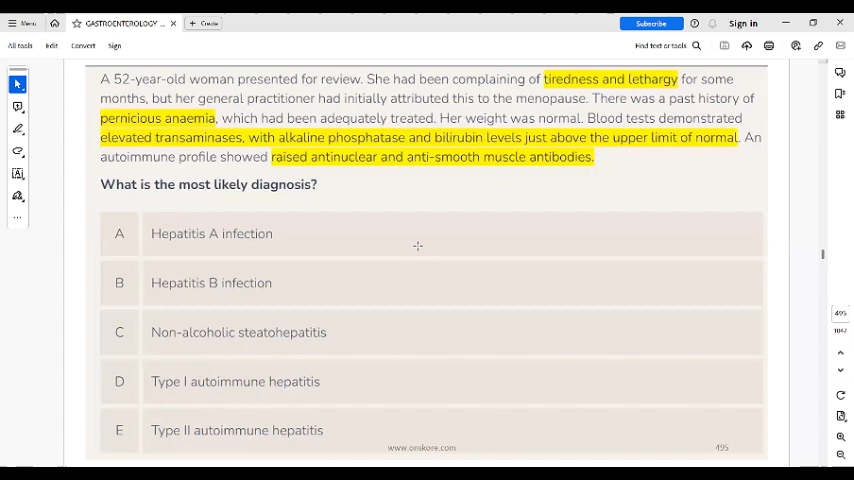 Menu
GASTROENTEROLOGY ...
Create
Subscribe
Sign in
All tools
Edit
Convert
Sign
Find text or tools
A 52-year-old woman presented for review. She had been complaining of tiredness and lethargy for some
months, but her general practitioner had initially attributed this to the menopause. There was a past history of
pernicious anaemia, which had been adequately treated. Her weight was normal. Blood tests demonstrated
elevated transaminases, with alkaline phosphatase and bilirubin levels just above the upper limit of normal. An
autoimmune profile showed raised antinuclear and anti-smooth muscle antibodies.
What is the most likely diagnosis?
A Hepatitis A infection
B Hepatitis B infection
C Non-alcoholic steatohepatitis
D Type I autoimmune hepatitis
E Type II autoimmune hepatitis
www.onskore.com
495
495